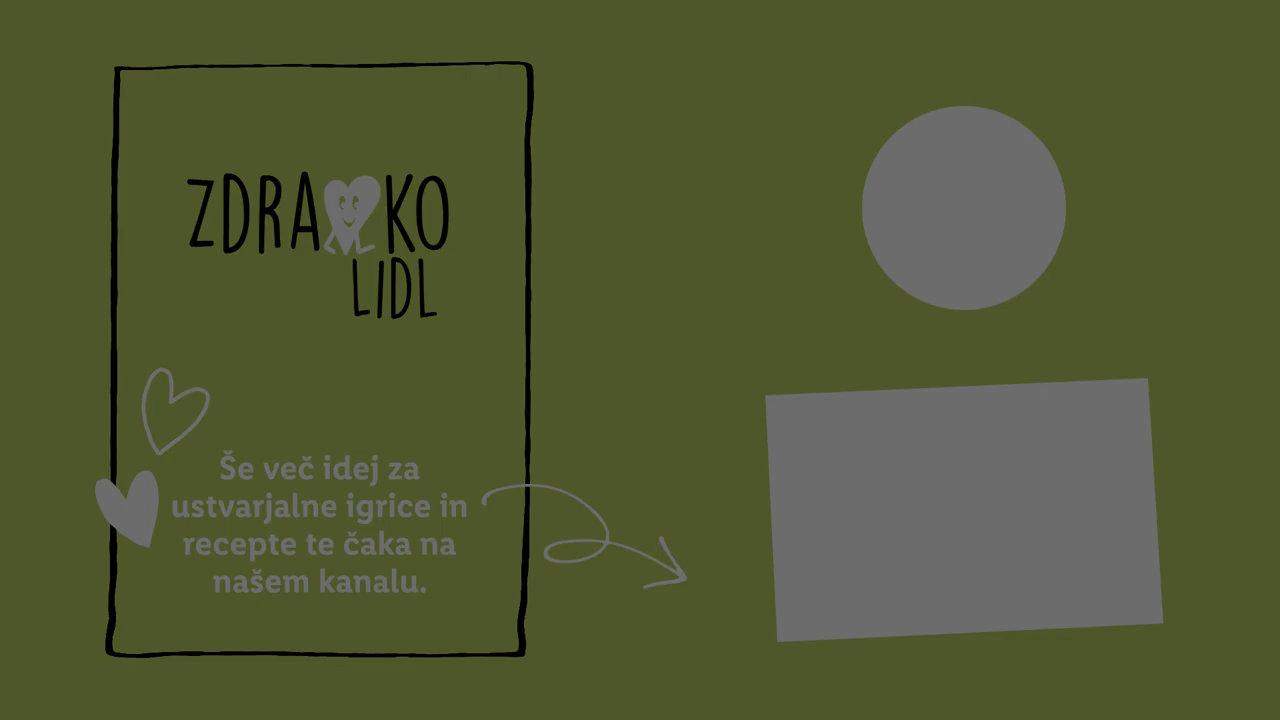 ZDRAVKO
LIDL
Še več idej za
ustvarjalne igrice in
recepte te čaka na
našem kanalu.